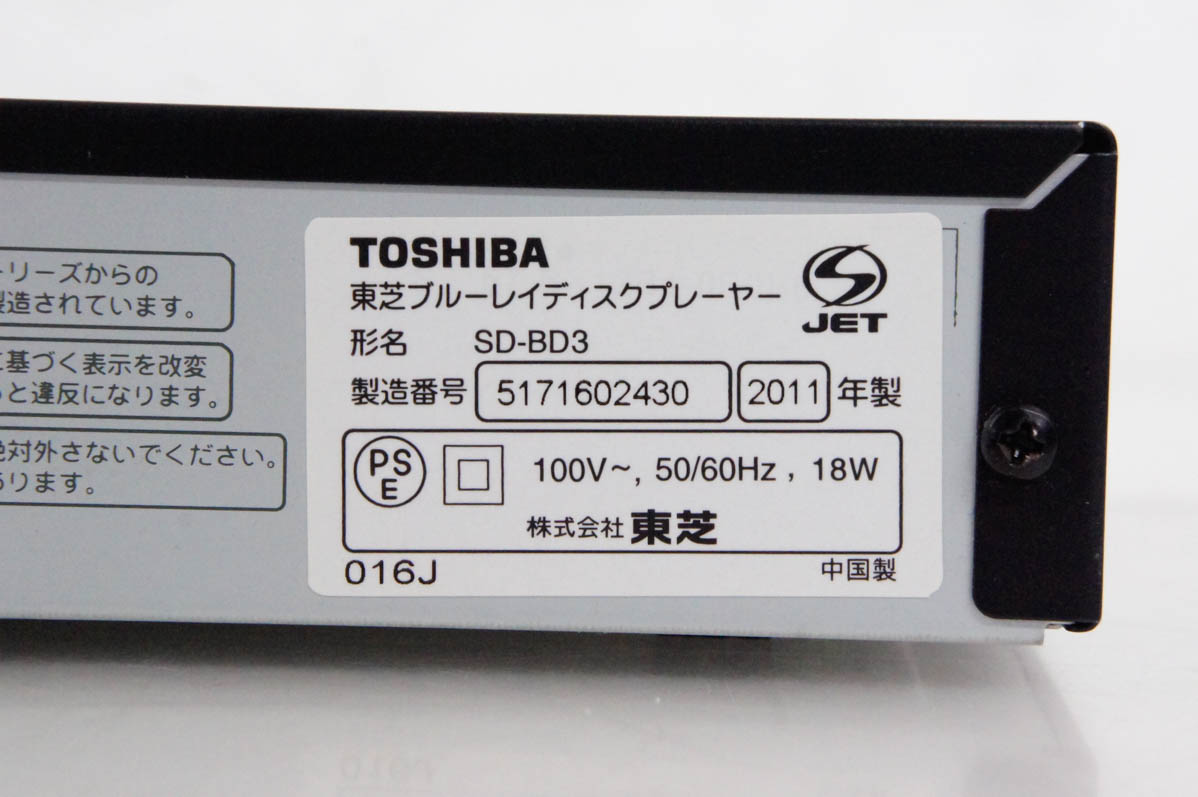 リーズからの
製造されています。
基づく表示を改変
と違反になります。
絶対外さないでください。
あります。
TOSHIBA
東芝ブルーレイディスクプレーヤー
S JET
形名 SD-BD3
製造番号 5171602430 2011 年製
PSE 100V～, 50/60Hz , 18W
株式会社 東芝
016J 中国製